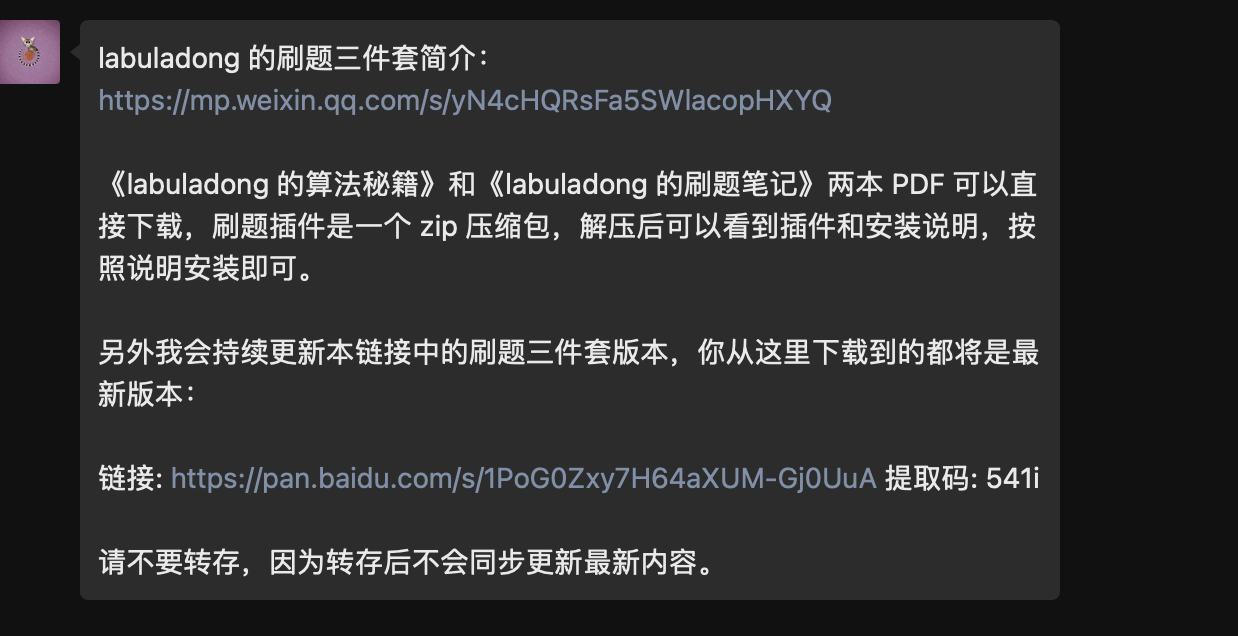 labuladong 的刷题三件套简介：
https://mp.weixin.qq.com/s/yN4cHQRsFa5SWlacopHXYQ
《labuladong 的算法秘籍》和《labuladong 的刷题笔记》两本 PDF 可以直
接下载，刷题插件是一个 zip 压缩包，解压后可以看到插件和安装说明，按
照说明安装即可。
另外我会持续更新本链接中的刷题三件套版本，你从这里下载到的都将是最
新版本：
链接: https://pan.baidu.com/s/1PoG0Zxy7H64aXUM-Gj0UuA 提取码: 541i
请不要转存，因为转存后不会同步更新最新内容。